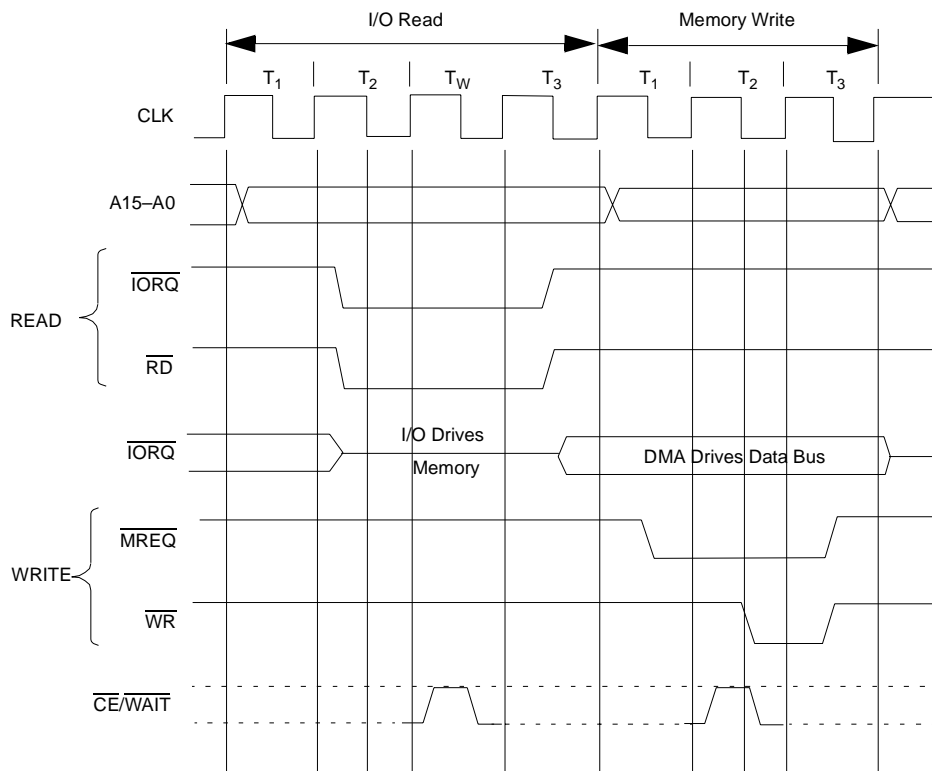 I/O Read Memory Write
T1 T2 TW T3 T1 T2 T3
CLK
A15–A0
IORQ
READ
RD
IORQ I/O Drives Memory DMA Drives Data Bus
MREQ
WRITE
WR
CE/WAIT